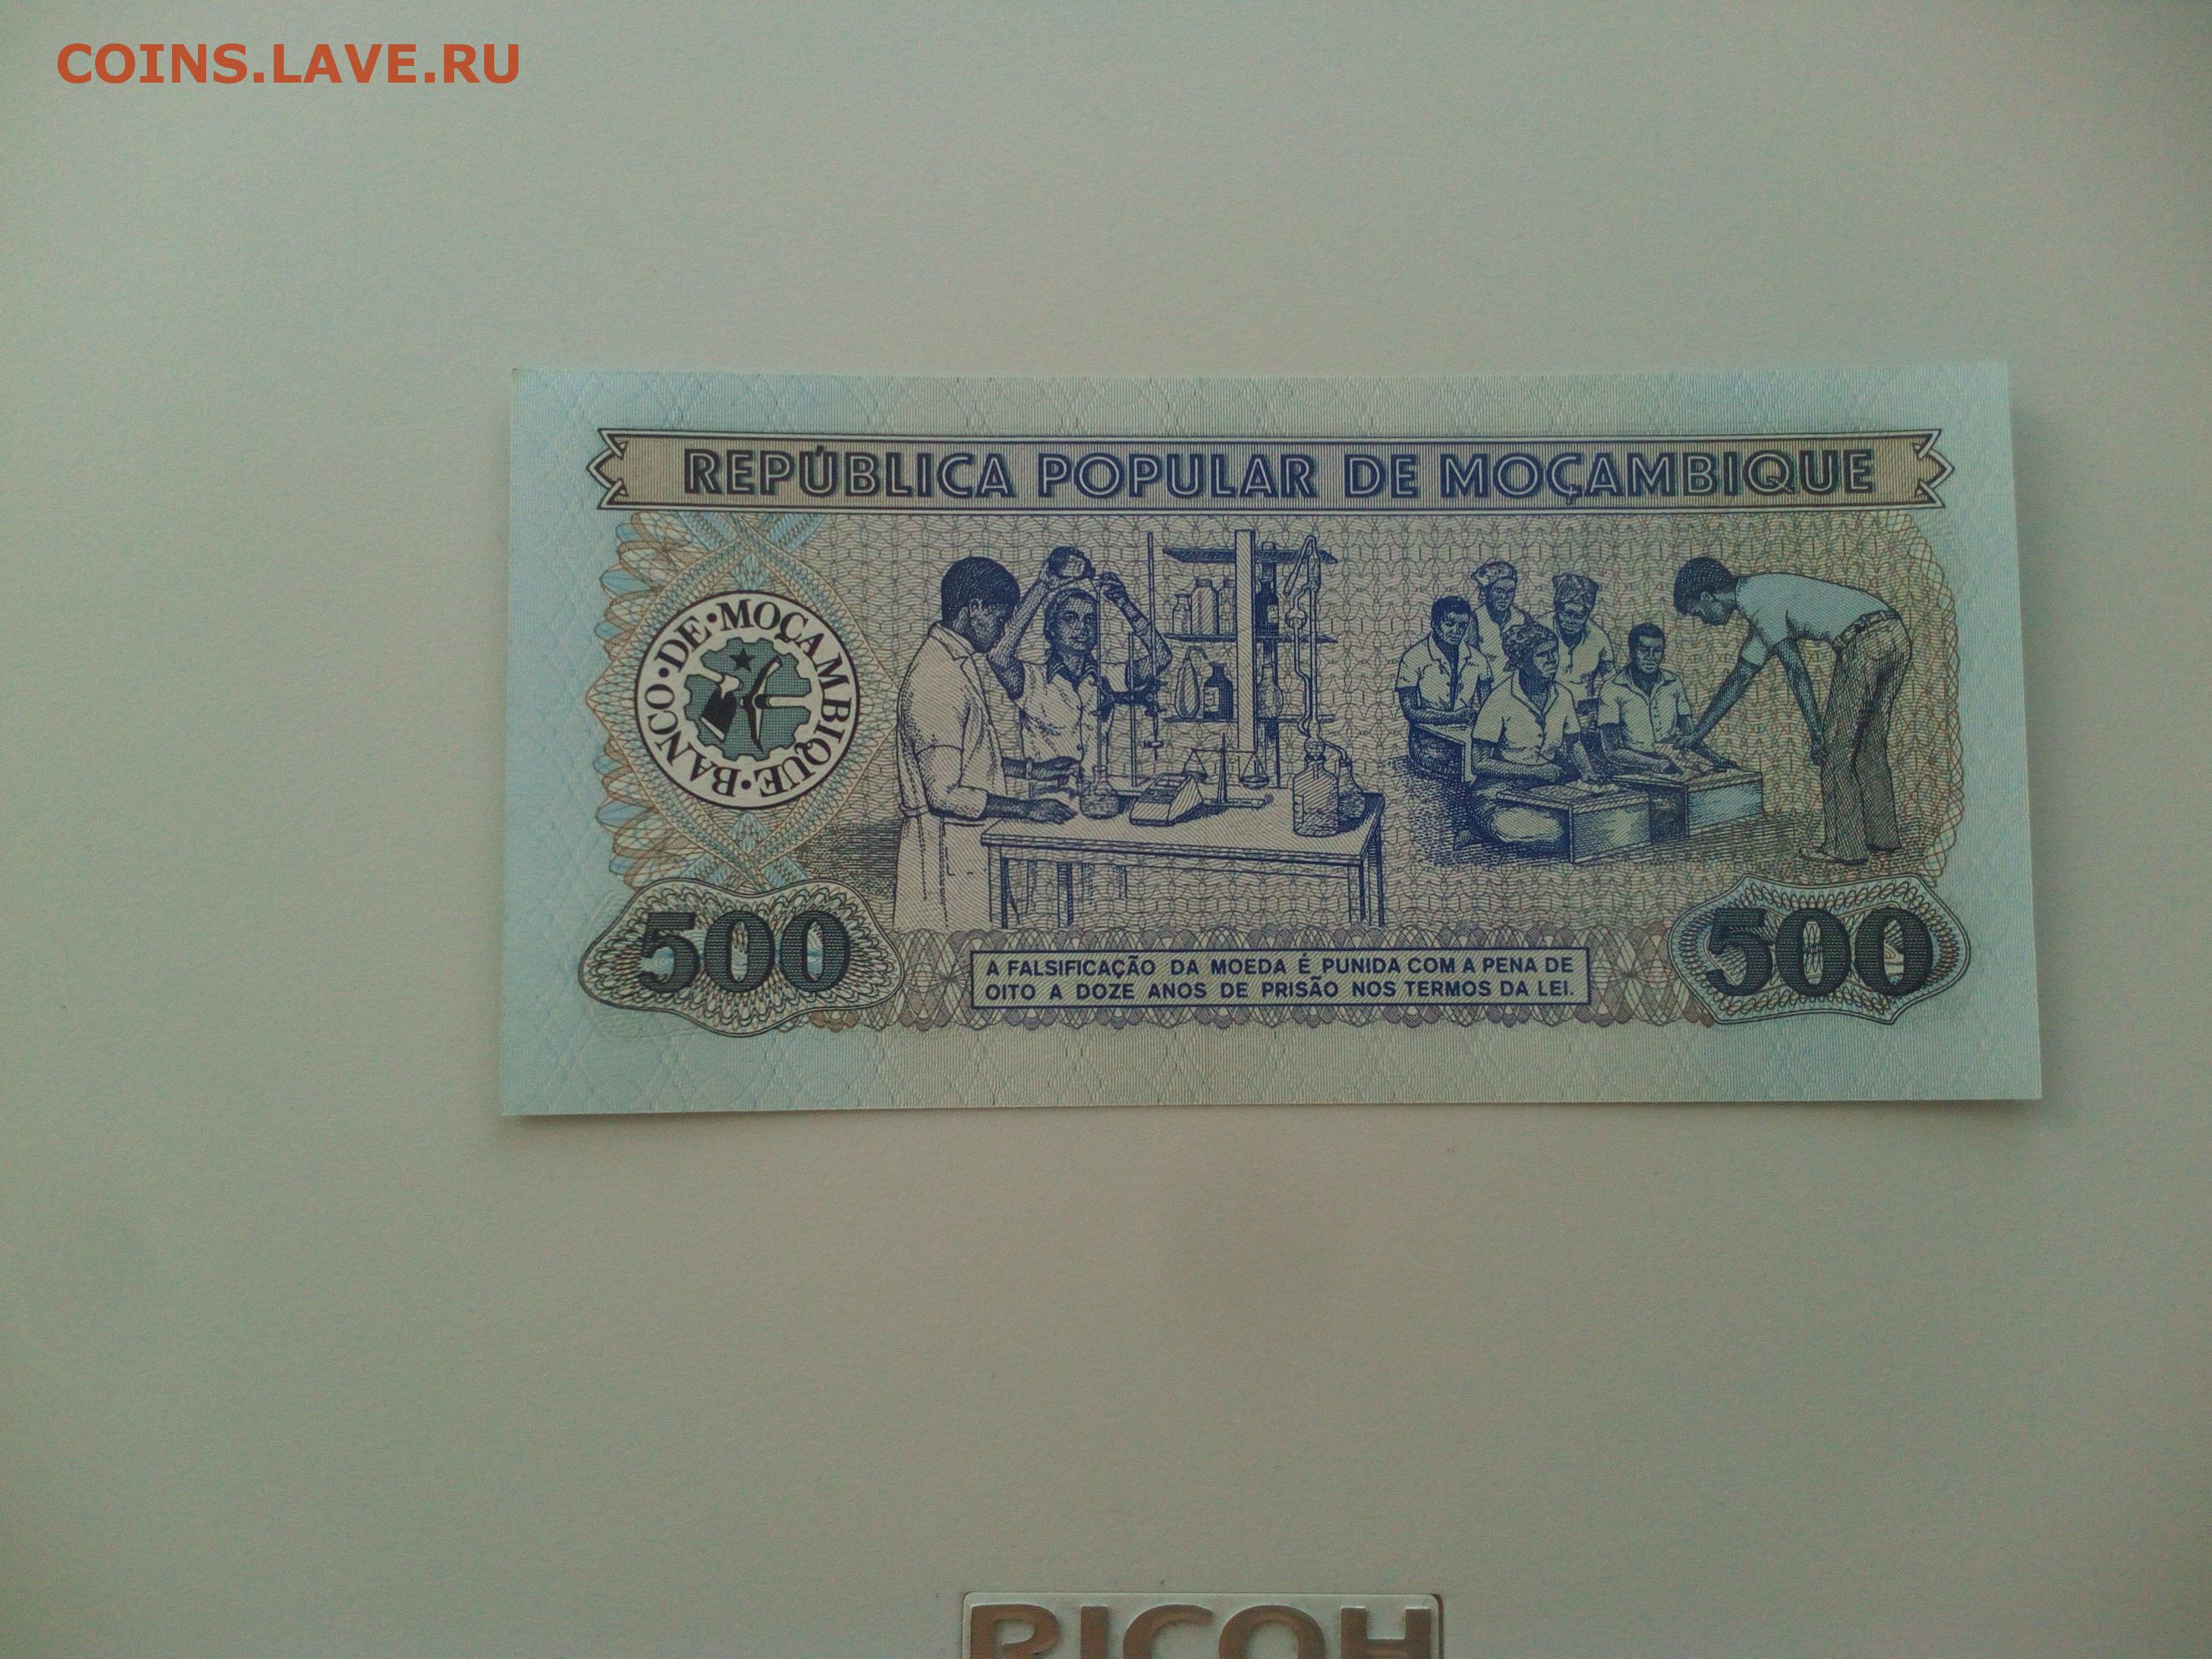 COINS.LAVE.RU
REPÚBLICA POPULAR DE MOÇAMBIQUE
BANCO·DE·MOÇAMBIQUE·
500
A FALSIFICAÇÃO DA MOEDA É PUNIDA COM A PENA DE
OITO A DOZE ANOS DE PRISÃO NOS TERMOS DA LEI.
500
RICOH